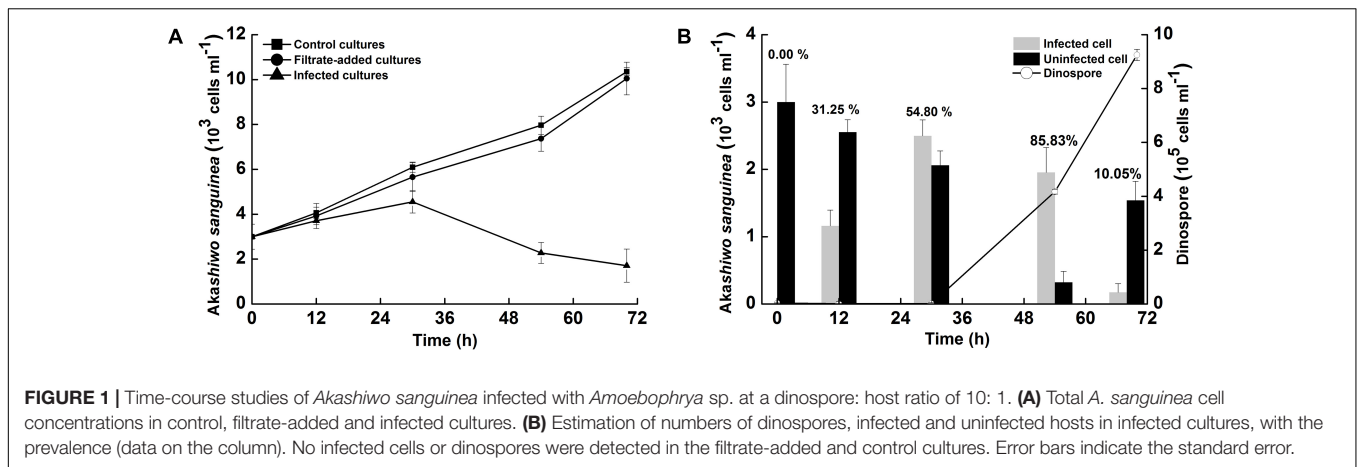 A
Akashiwo sanguinea (10³ cells ml⁻¹)
12
10
8
6
4
2
0
Control cultures
Filtrate-added cultures
Infected cultures
0 12 24 36 48 60 72
Time (h)
B
Akashiwo sanguinea (10³ cells ml⁻¹)
4
3
2
1
0
0.00 %
31.25 %
54.80 %
85.83%
10.05%
Infected cell
Uninfected cell
Dinospore
10
8
6
4
2
0
Dinospore (10⁵ cells ml⁻¹)
0 12 24 36 48 60 72
Time (h)
FIGURE 1 | Time-course studies of Akashiwo sanguinea infected with Amoebophrya sp. at a dinospore: host ratio of 10: 1. (A) Total A. sanguinea cell
concentrations in control, filtrate-added and infected cultures. (B) Estimation of numbers of dinospores, infected and uninfected hosts in infected cultures, with the
prevalence (data on the column). No infected cells or dinospores were detected in the filtrate-added and control cultures. Error bars indicate the standard error.